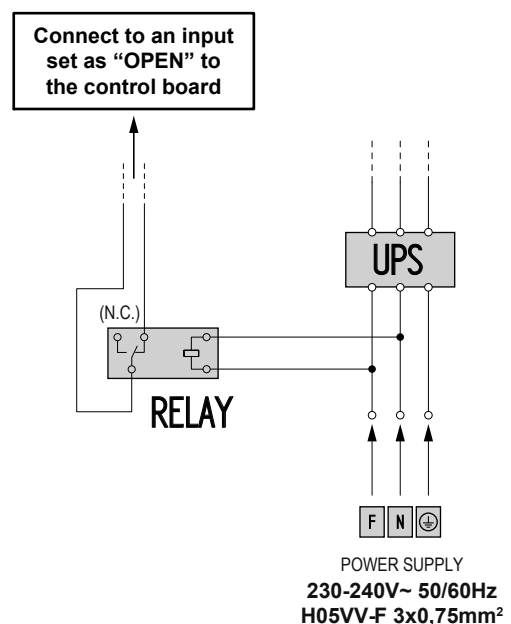 Connect to an input
set as “OPEN” to
the control board
UPS
(N.C.)
RELAY
F N
POWER SUPPLY
230-240V~ 50/60Hz
H05VV-F 3x0,75mm²